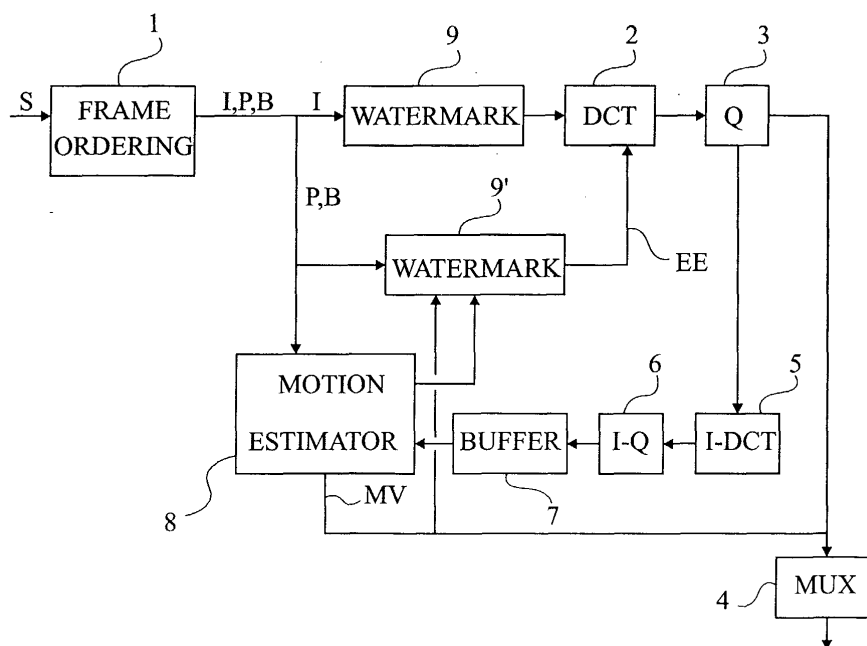 1
9
2
3
S
FRAME
ORDERING
I,P,B
I
WATERMARK
DCT
Q
P,B
9'
WATERMARK
EE
MOTION
ESTIMATOR
6
5
BUFFER
I-Q
I-DCT
8
MV
7
4
MUX